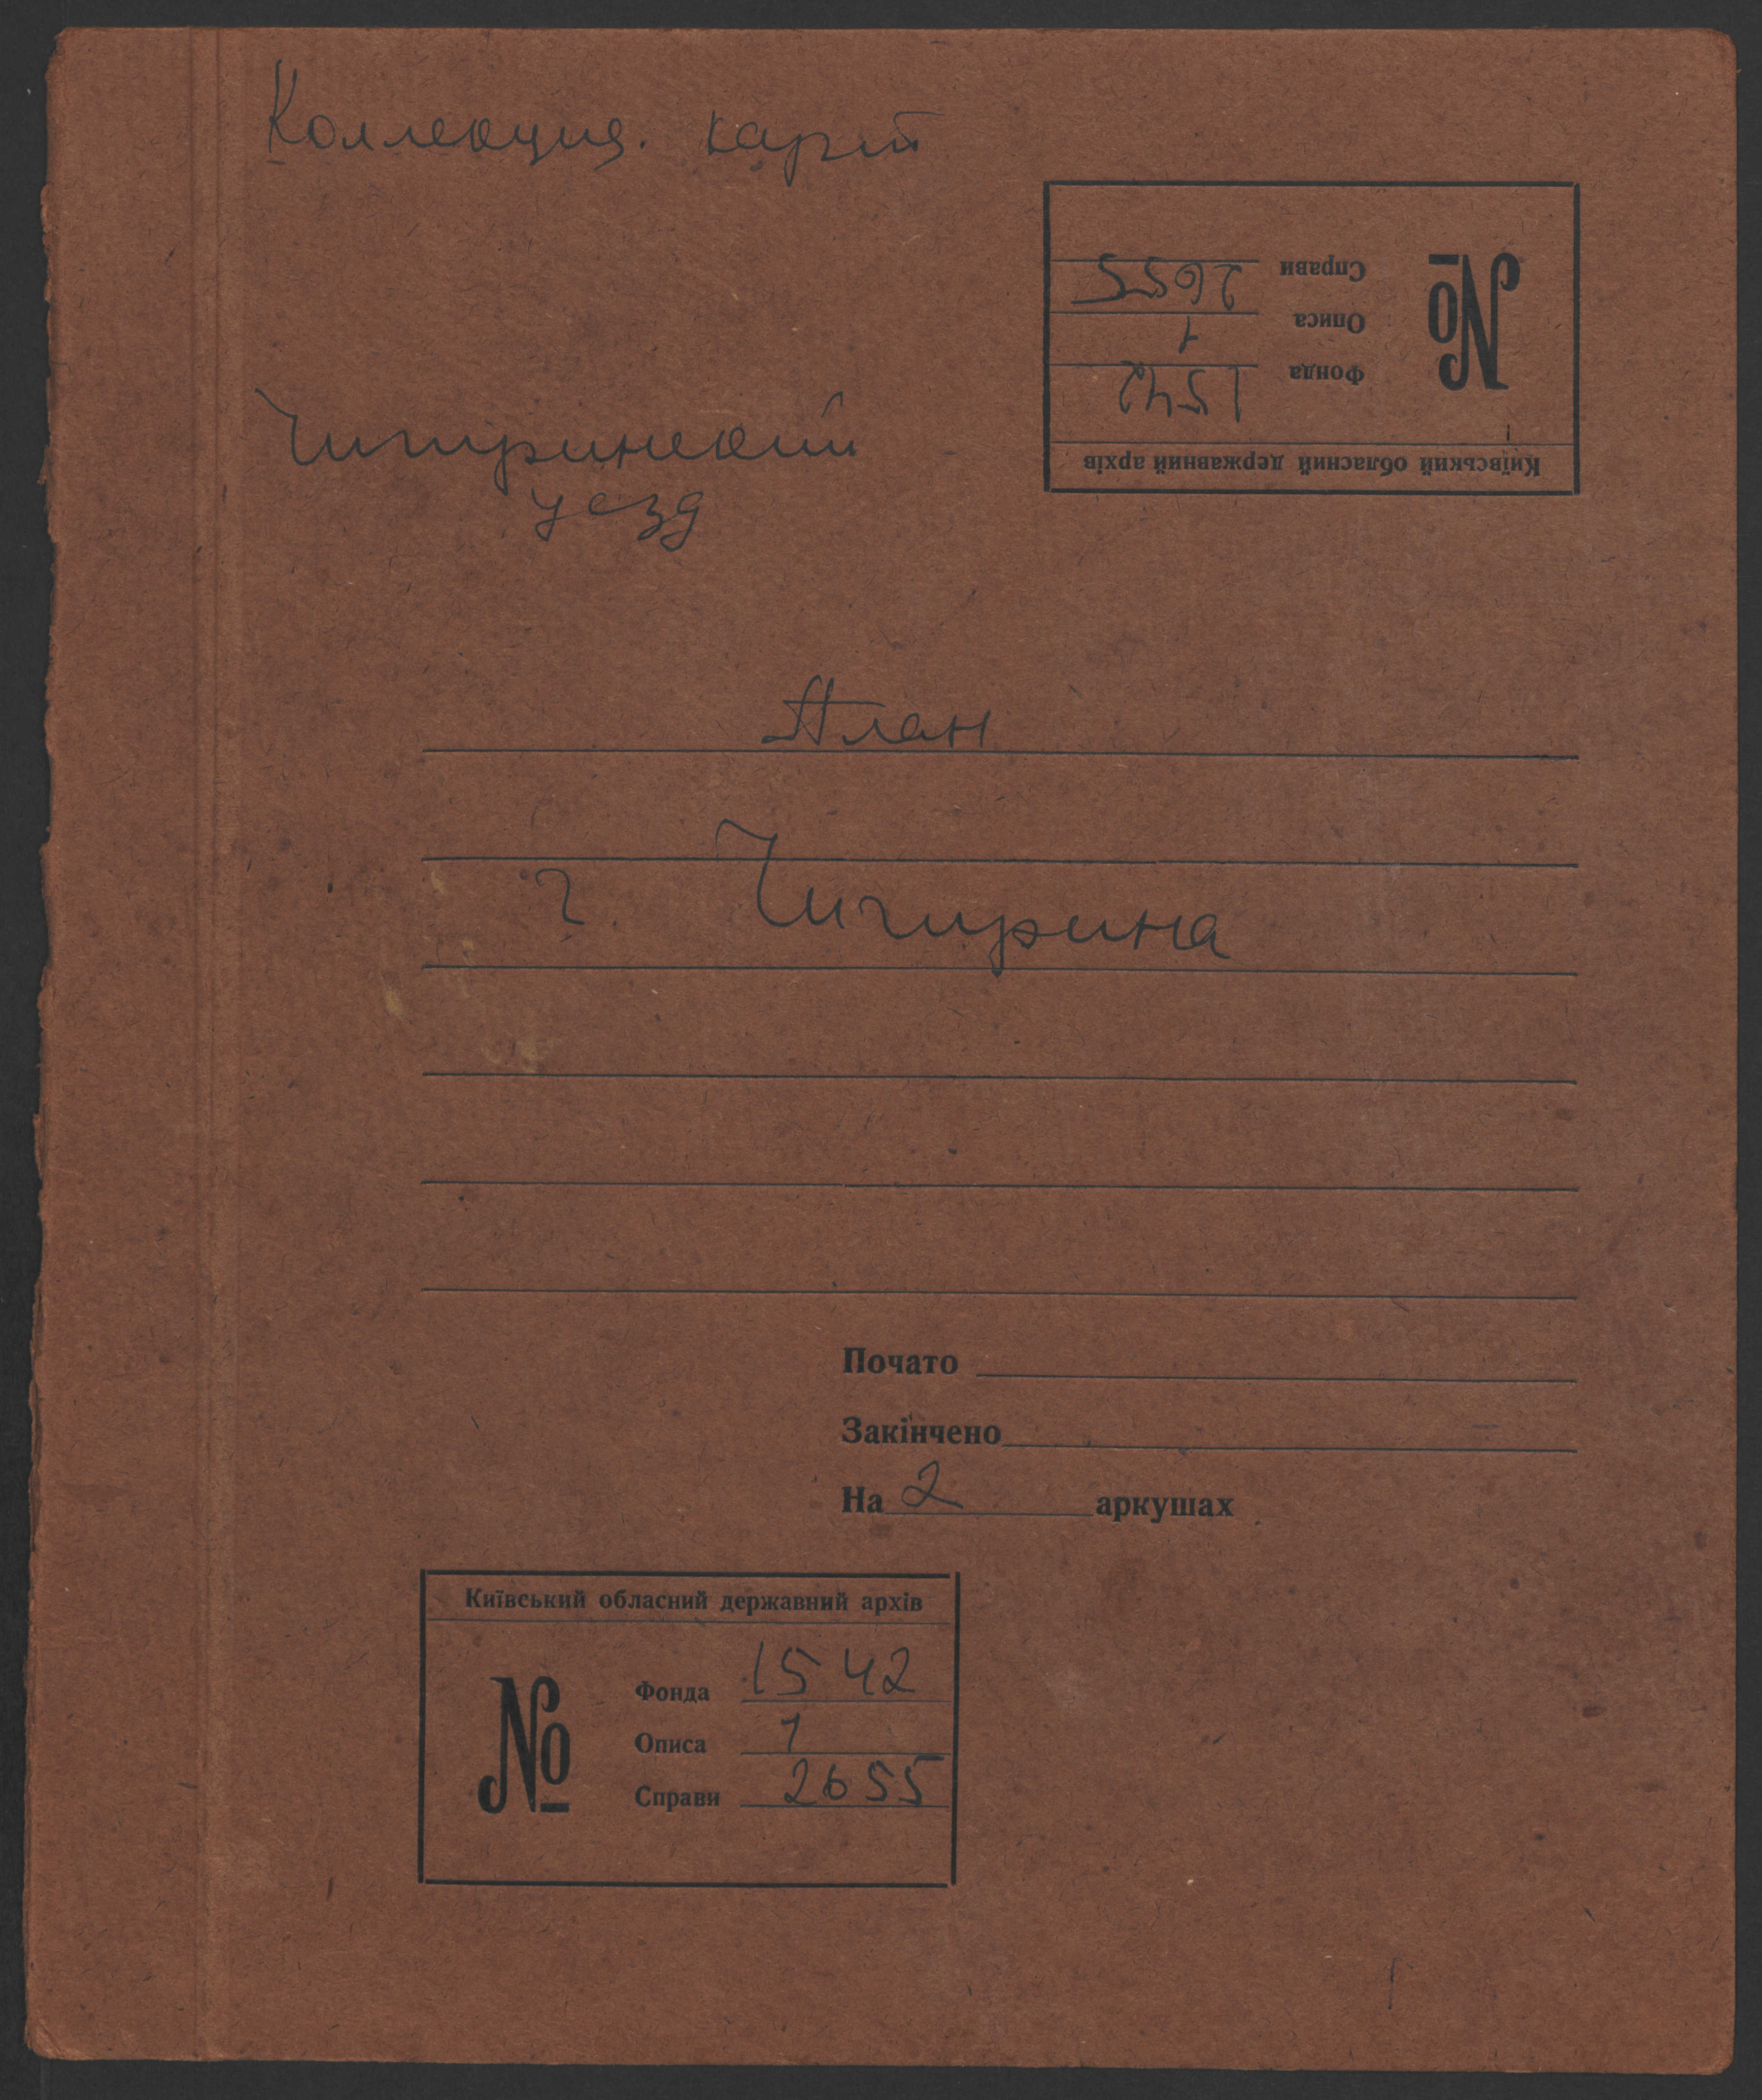 Коллекция. карт
Київський обласний державний архів
№
Фонда 1542
Описа 1
Справи 2655
Чигиринский
уезд
План
г. Чигирина
Почато
Закінчено
На 2 аркушах
Київський обласний державний архів
№
Фонда 1542
Описа 1
Справи 2655